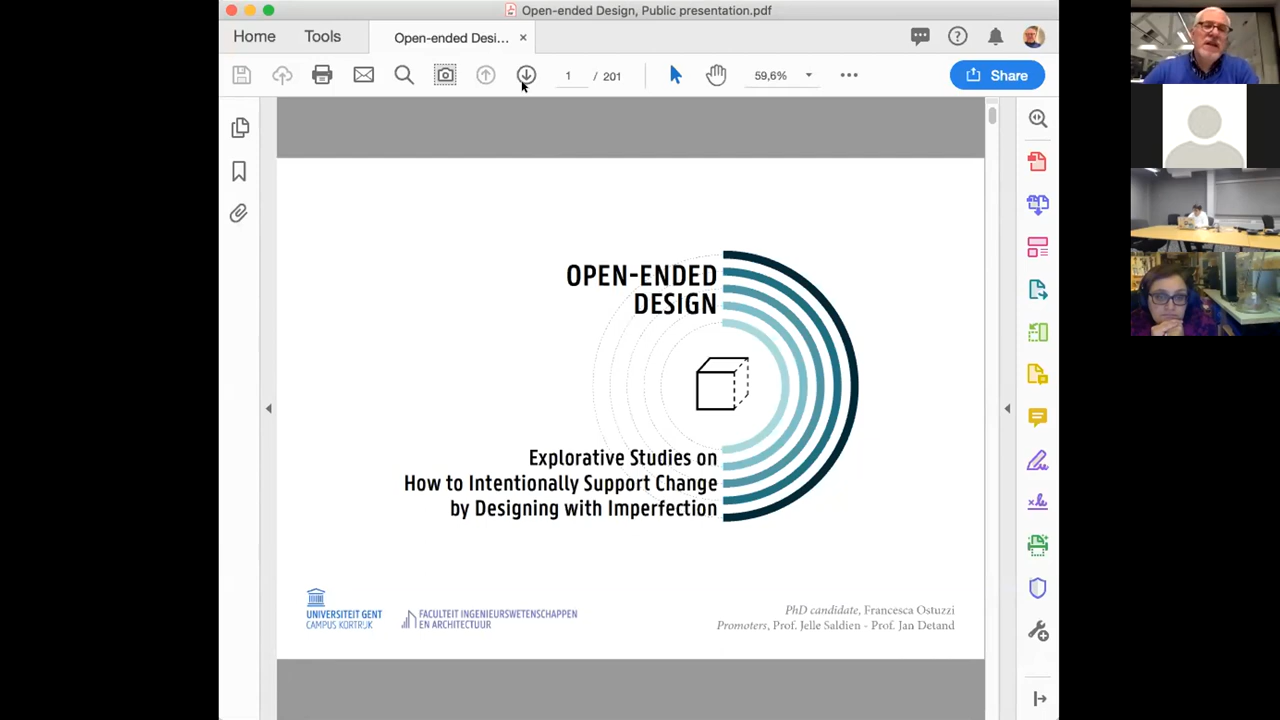 Open-ended Design, Public presentation.pdf
Home
Tools
Open-ended Desi...
1 / 201
59,6%
Share
OPEN-ENDED
DESIGN
Explorative Studies on
How to Intentionally Support Change
by Designing with Imperfection
UNIVERSITEIT GENT
CAMPUS KORTRIJK
FACULTEIT INGENIEURSWETENSCHAPPEN
EN ARCHITECTUUR
PhD candidate, Francesca Ostuzzi
Promoters, Prof. Jelle Saldien - Prof. Jan Detand